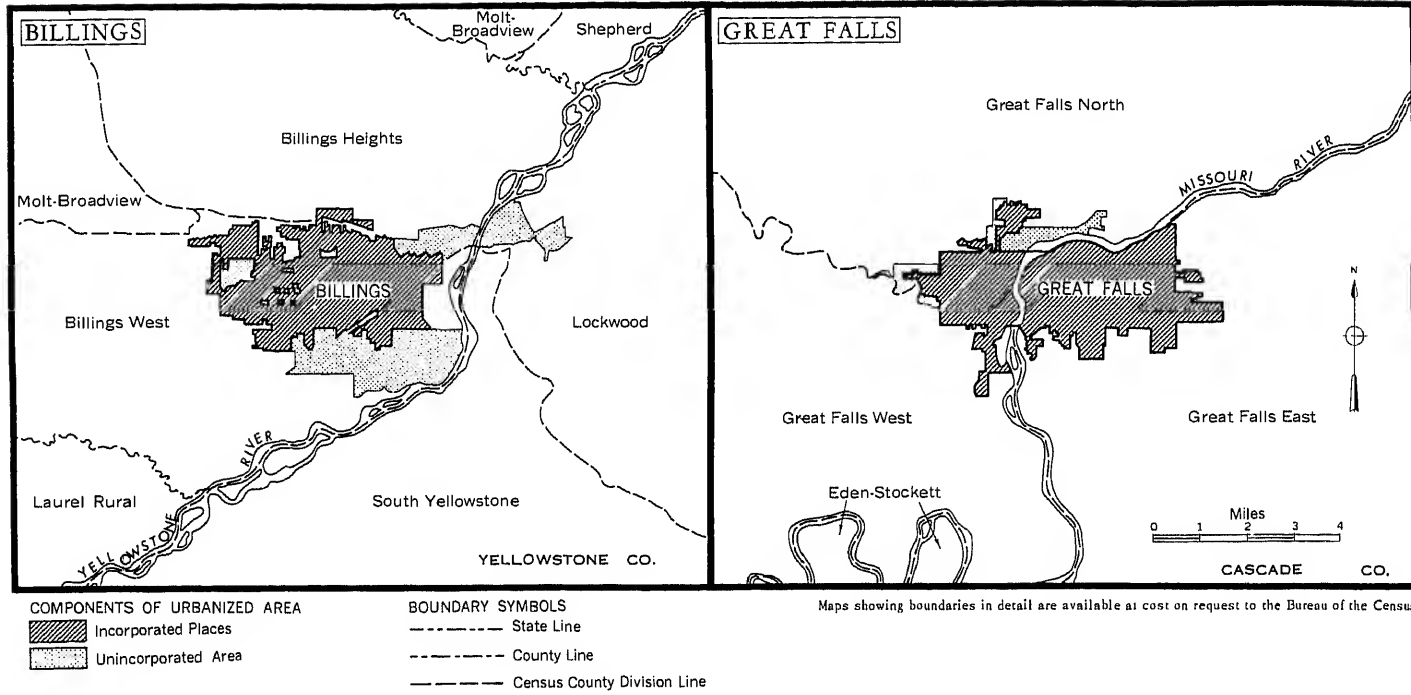 BILLINGS
Molt-
Broadview
Shepherd
Billings Heights
Molt-Broadview
BILLINGS
Billings West
Lockwood
RIVER
Laurel Rural
South Yellowstone
YELLOWSTONE
YELLOWSTONE CO.
GREAT FALLS
Great Falls North
MISSOURI RIVER
GREAT FALLS
N
Great Falls West
Great Falls East
Eden-Stockett
Miles
0 1 2 3 4
CASCADE CO.
COMPONENTS OF URBANIZED AREA
Incorporated Places
Unincorporated Area
BOUNDARY SYMBOLS
State Line
County Line
Census County Division Line
Maps showing boundaries in detail are available at cost on request to the Bureau of the Census